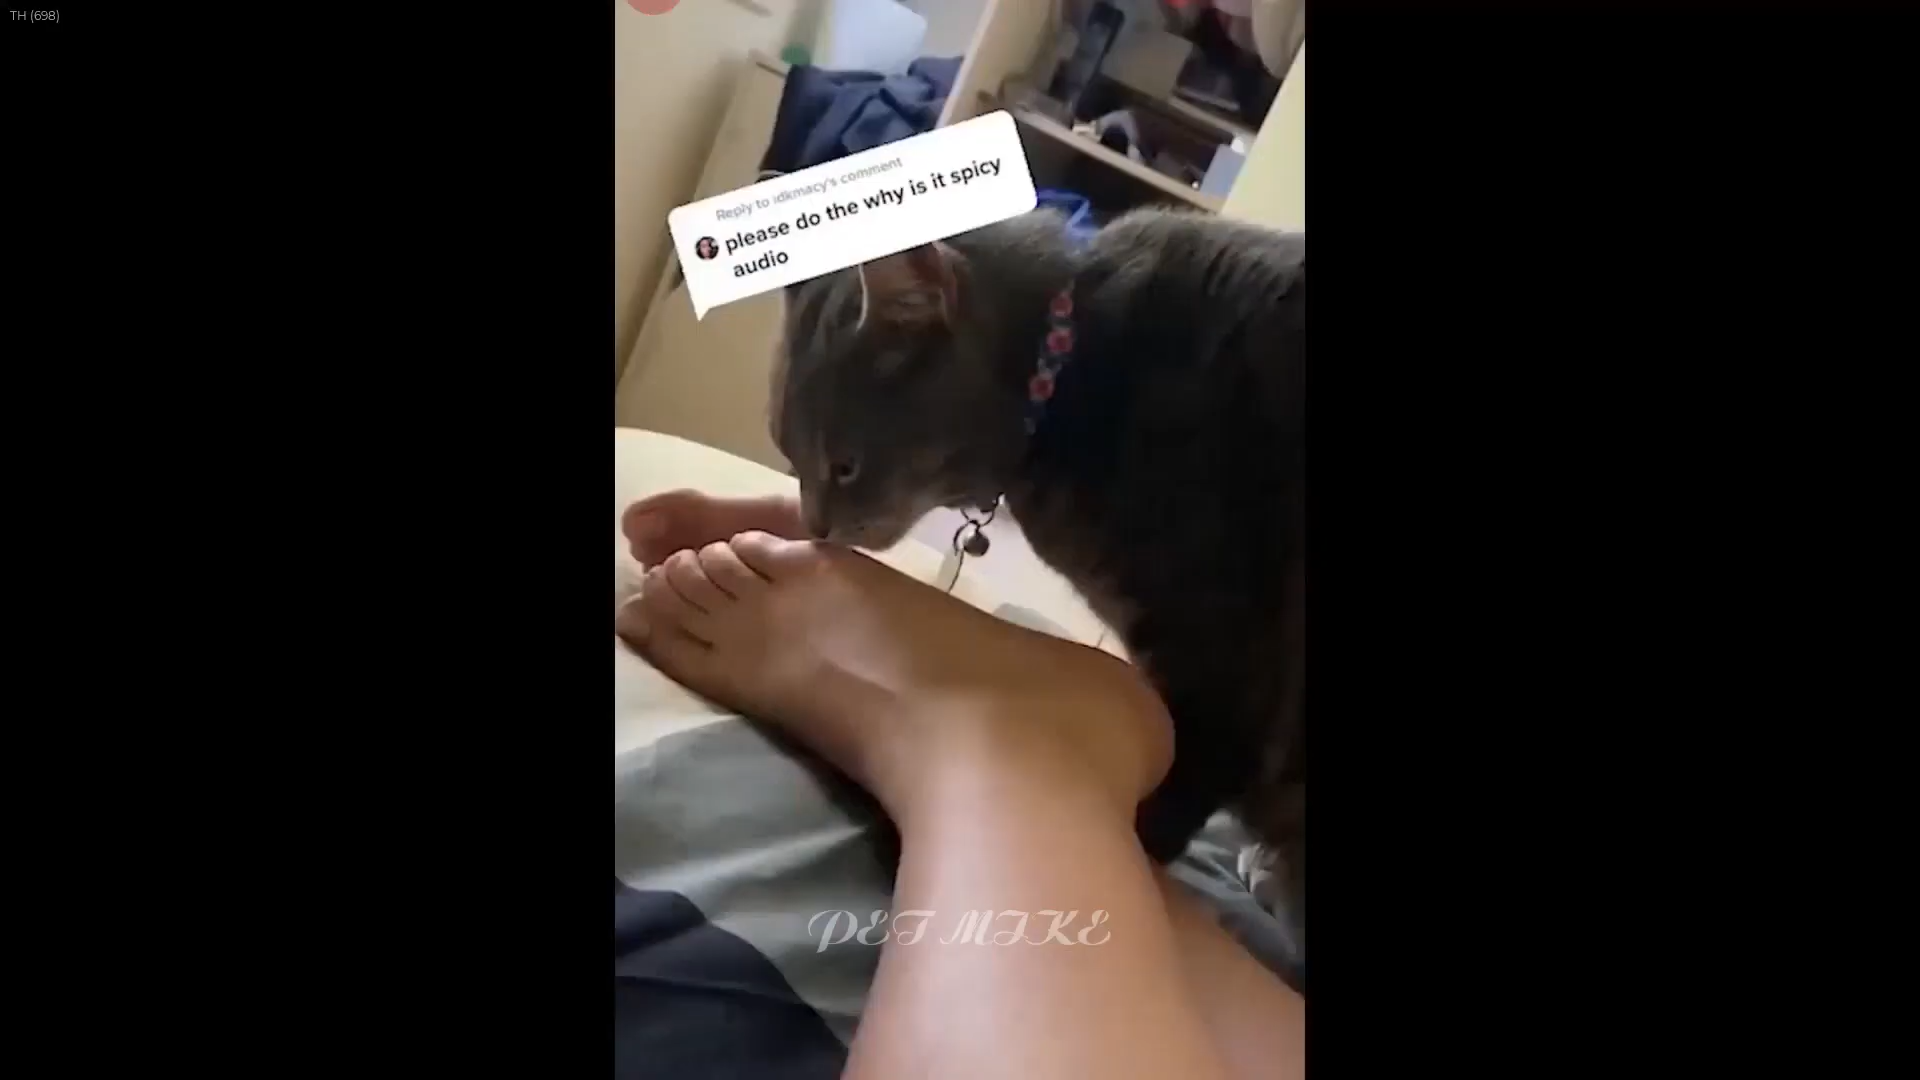 TH (698)
Reply to idkmacy's comment
please do the why is it spicy
audio
PET MIKE